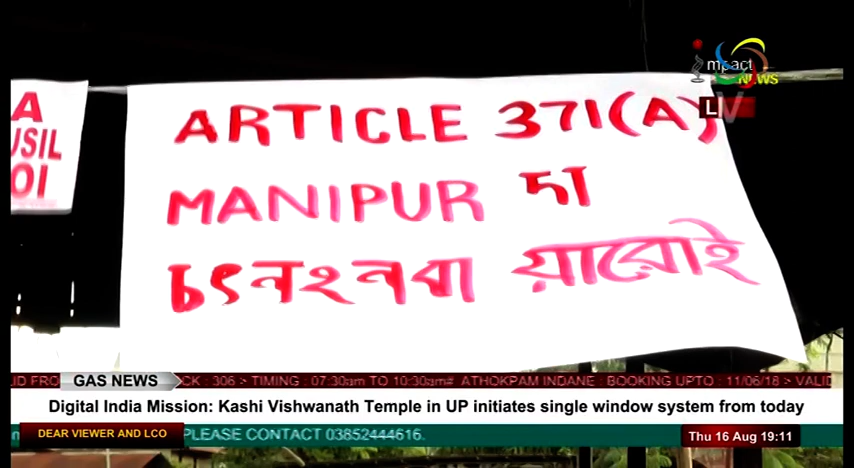 mpact
NEWS
LIV
A
USIL
OI
ARTICLE 371(A)
MANIPUR দা
চৎনহনবা য়ারোই
GAS NEWS
CK : 306 > TIMING : 07:30am TO 10:30am# ATHOKPAM INDANE : BOOKING UPTO : 11/06/18 > VALID
Digital India Mission: Kashi Vishwanath Temple in UP initiates single window system from today
DEAR VIEWER AND LCO
PLEASE CONTACT 03852444616.
Thu 16 Aug 19:11